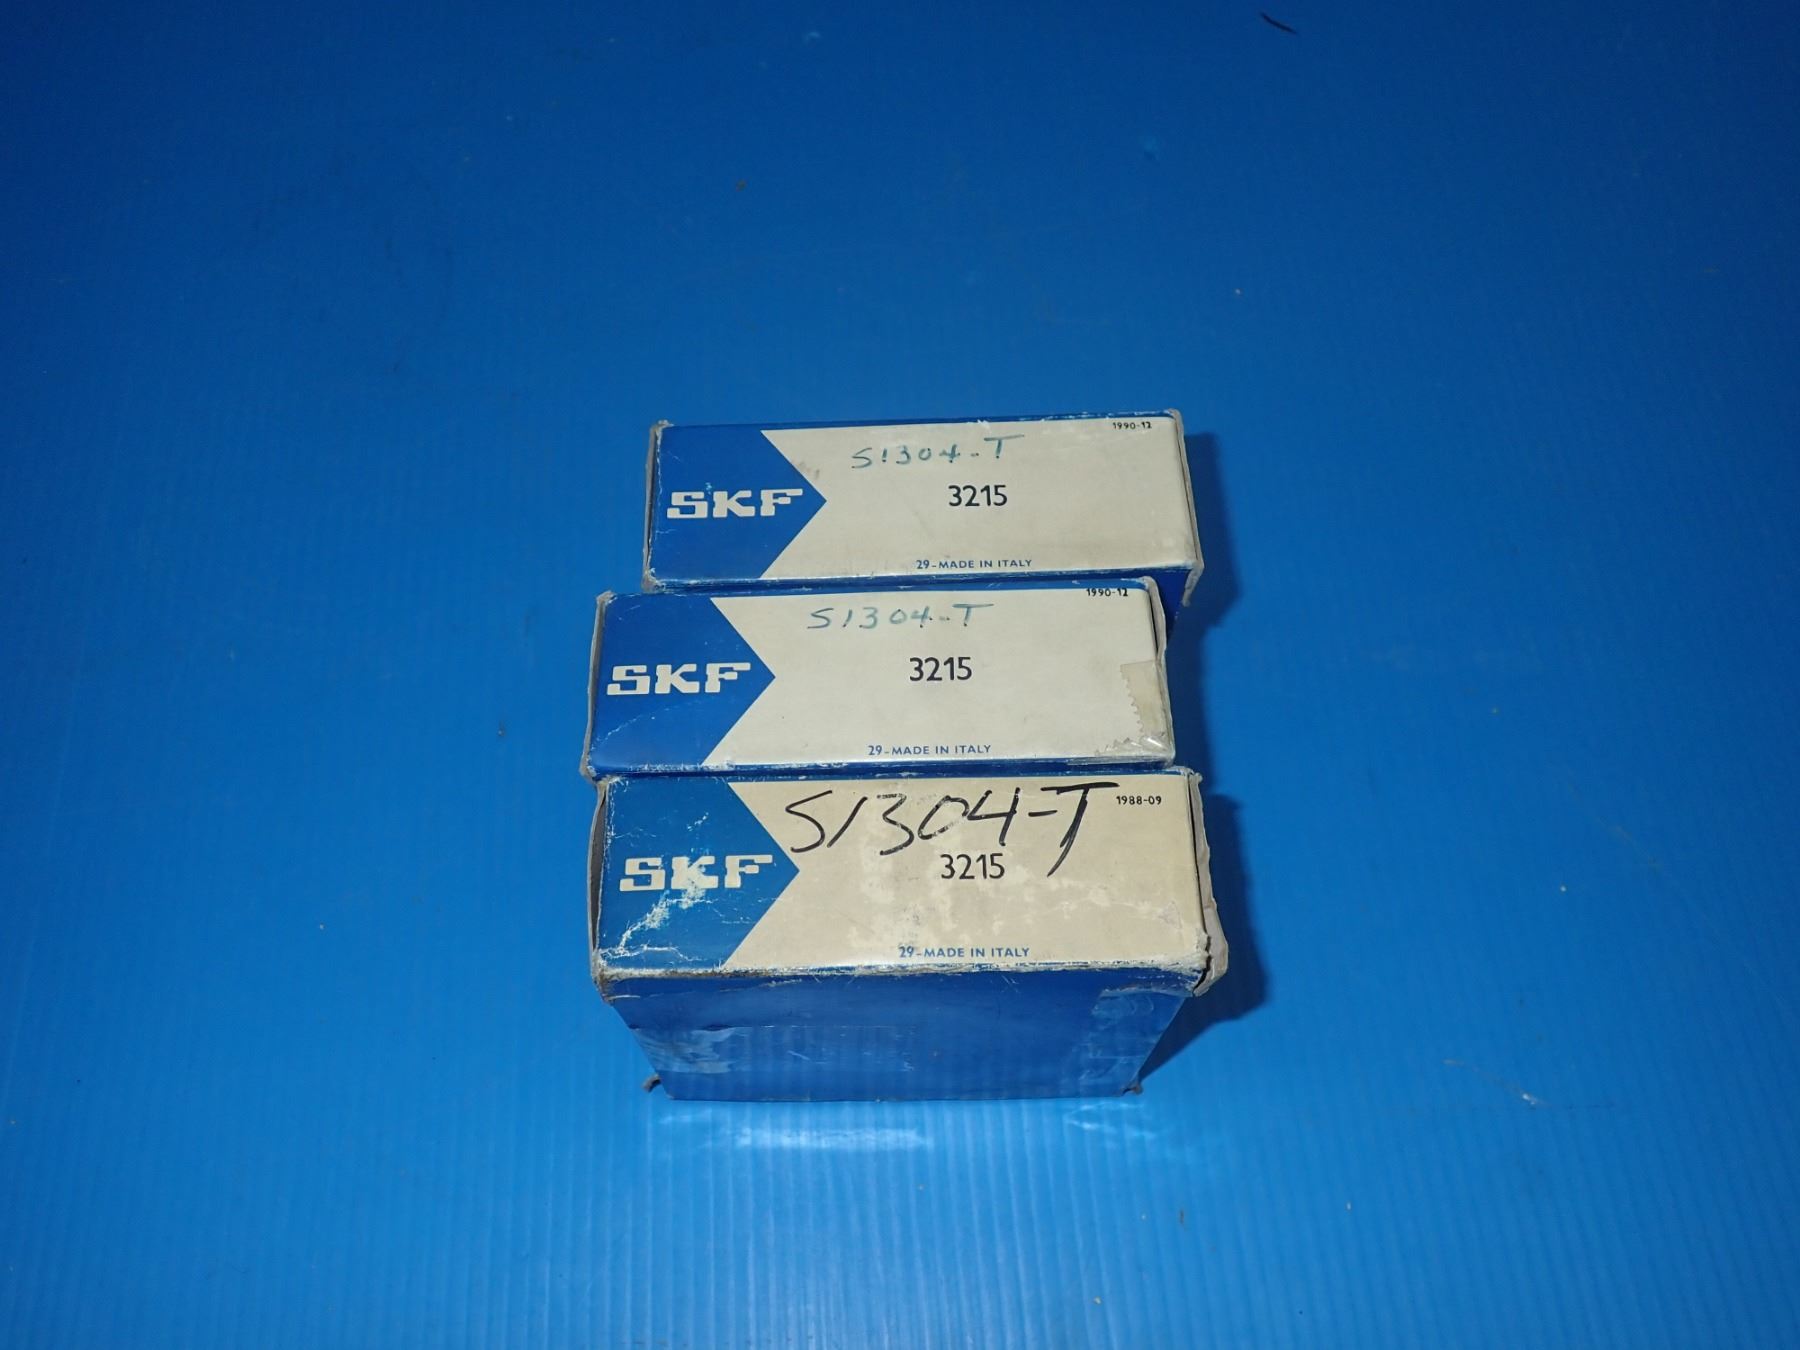 1990-12
S1304-T
SKF 3215
29-MADE IN ITALY
1990-12
S1304-T
SKF 3215
29-MADE IN ITALY
S1304-T 1988-09
SKF 3215
29-MADE IN ITALY